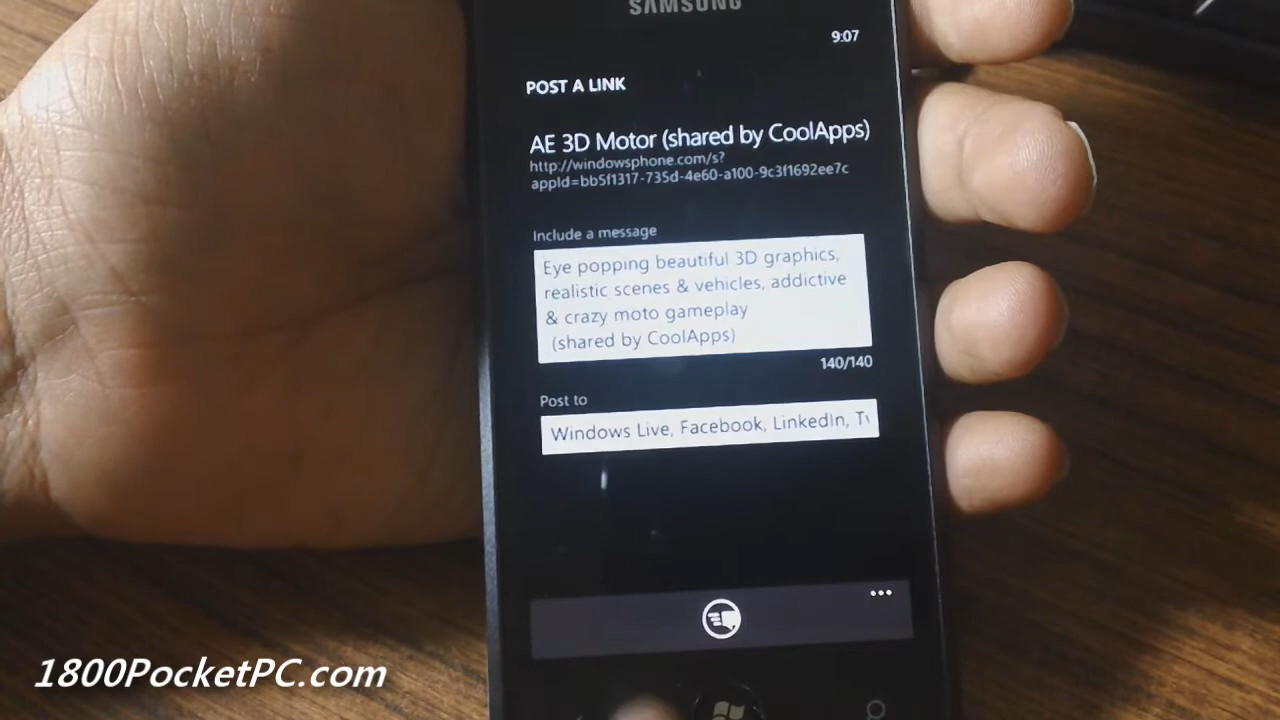 SAMSUNG
9:07
POST A LINK
AE 3D Motor (shared by CoolApps)
http://windowsphone.com/s?
appId=bb5f1317-735d-4e60-a100-9c3f1692ee7c
Include a message
Eye popping beautiful 3D graphics,
realistic scenes & vehicles, addictive
& crazy moto gameplay
(shared by CoolApps)
140/140
Post to
Windows Live, Facebook, LinkedIn, Tw
1800PocketPC.com